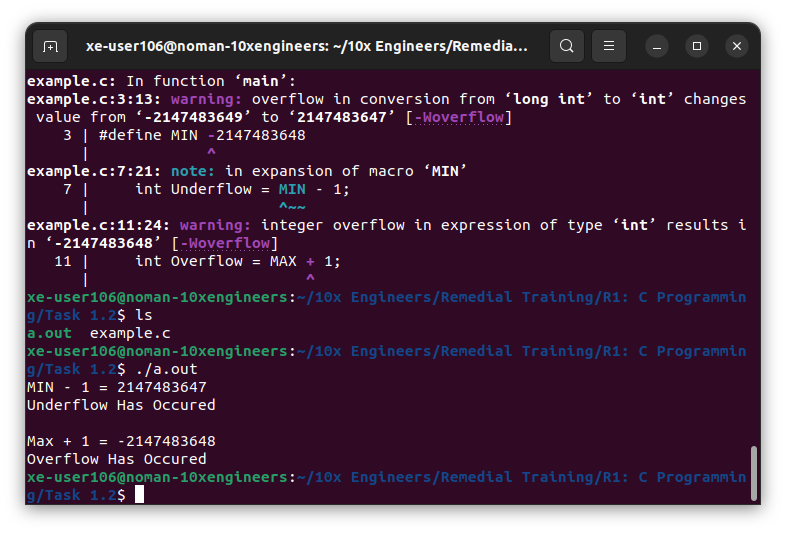 xe-user106@noman-10xengineers: ~/10x Engineers/Remedia...
example.c: In function ‘main’:
example.c:3:13: warning: overflow in conversion from ‘long int’ to ‘int’ changes
 value from ‘-2147483649’ to ‘2147483647’ [-Woverflow]
    3 | #define MIN -2147483648
      |             ^
example.c:7:21: note: in expansion of macro ‘MIN’
    7 |     int Underflow = MIN - 1;
      |                     ^~~
example.c:11:24: warning: integer overflow in expression of type ‘int’ results i
n ‘-2147483648’ [-Woverflow]
   11 |     int Overflow = MAX + 1;
      |                        ^
xe-user106@noman-10xengineers:~/10x Engineers/Remedial Training/R1: C Programmin
g/Task 1.2$ ls
a.out  example.c
xe-user106@noman-10xengineers:~/10x Engineers/Remedial Training/R1: C Programmin
g/Task 1.2$ ./a.out
MIN - 1 = 2147483647
Underflow Has Occured

Max + 1 = -2147483648
Overflow Has Occured
xe-user106@noman-10xengineers:~/10x Engineers/Remedial Training/R1: C Programmin
g/Task 1.2$